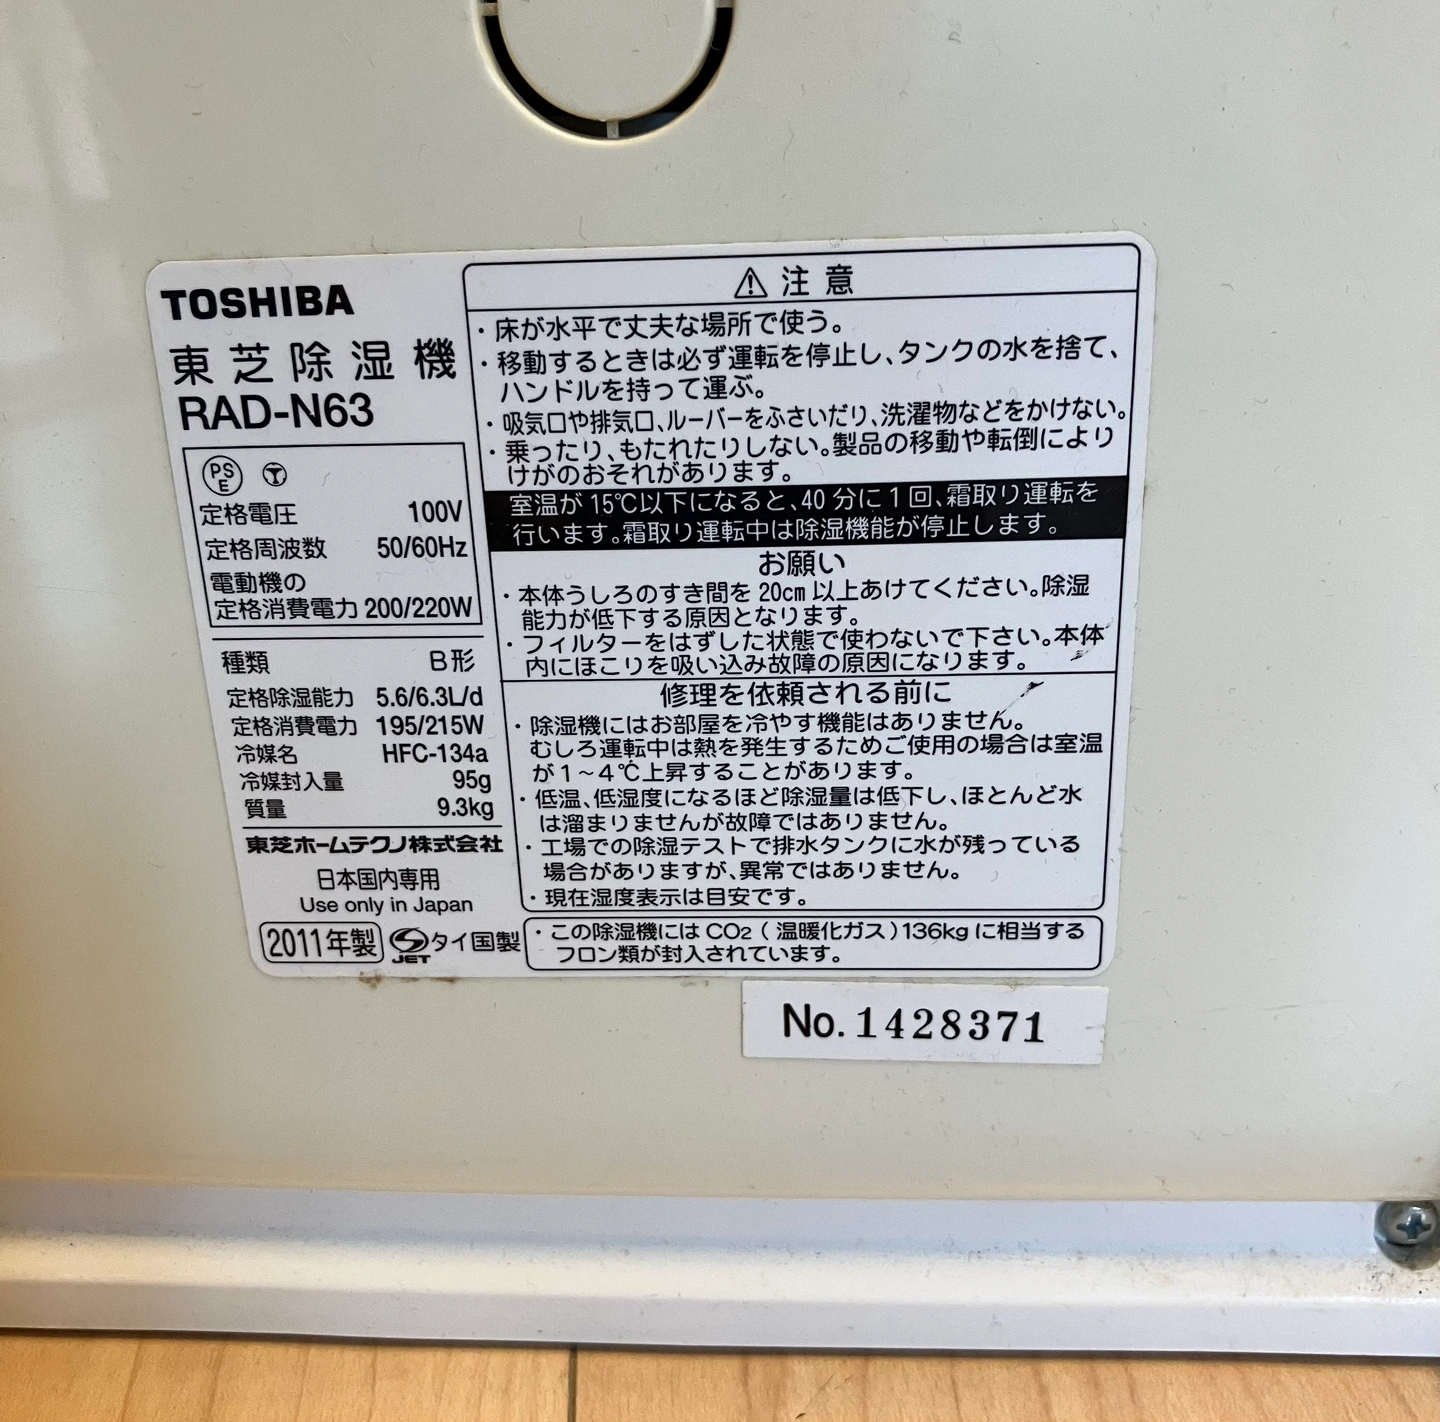 TOSHIBA
東芝除湿機
RAD-N63
PS
E
定格電圧 100V
定格周波数 50/60Hz
電動機の
定格消費電力 200/220W
種類 B形
定格除湿能力 5.6/6.3L/d
定格消費電力 195/215W
冷媒名 HFC-134a
冷媒封入量 95g
質量 9.3kg
東芝ホームテクノ株式会社
日本国内専用
Use only in Japan
2011年製 JET タイ国製
⚠ 注意
・床が水平で丈夫な場所で使う。
・移動するときは必ず運転を停止し、タンクの水を捨て、
ハンドルを持って運ぶ。
・吸気口や排気口、ルーバーをふさいだり、洗濯物などをかけない。
・乗ったり、もたれたりしない。製品の移動や転倒により
けがのおそれがあります。
室温が15℃以下になると、40分に1回、霜取り運転を
行います。霜取り運転中は除湿機能が停止します。
お願い
・本体うしろのすき間を20cm以上あけてください。除湿
能力が低下する原因となります。
・フィルターをはずした状態で使わないで下さい。本体
内にほこりを吸い込み故障の原因になります。
修理を依頼される前に
・除湿機にはお部屋を冷やす機能はありません。
むしろ運転中は熱を発生するためご使用の場合は室温
が1～4℃上昇することがあります。
・低温、低湿度になるほど除湿量は低下し、ほとんど水
は溜まりませんが故障ではありません。
・工場での除湿テストで排水タンクに水が残っている
場合がありますが、異常ではありません。
・現在湿度表示は目安です。
・この除湿機にはCO2（温暖化ガス）136kgに相当する
フロン類が封入されています。
No. 1428371